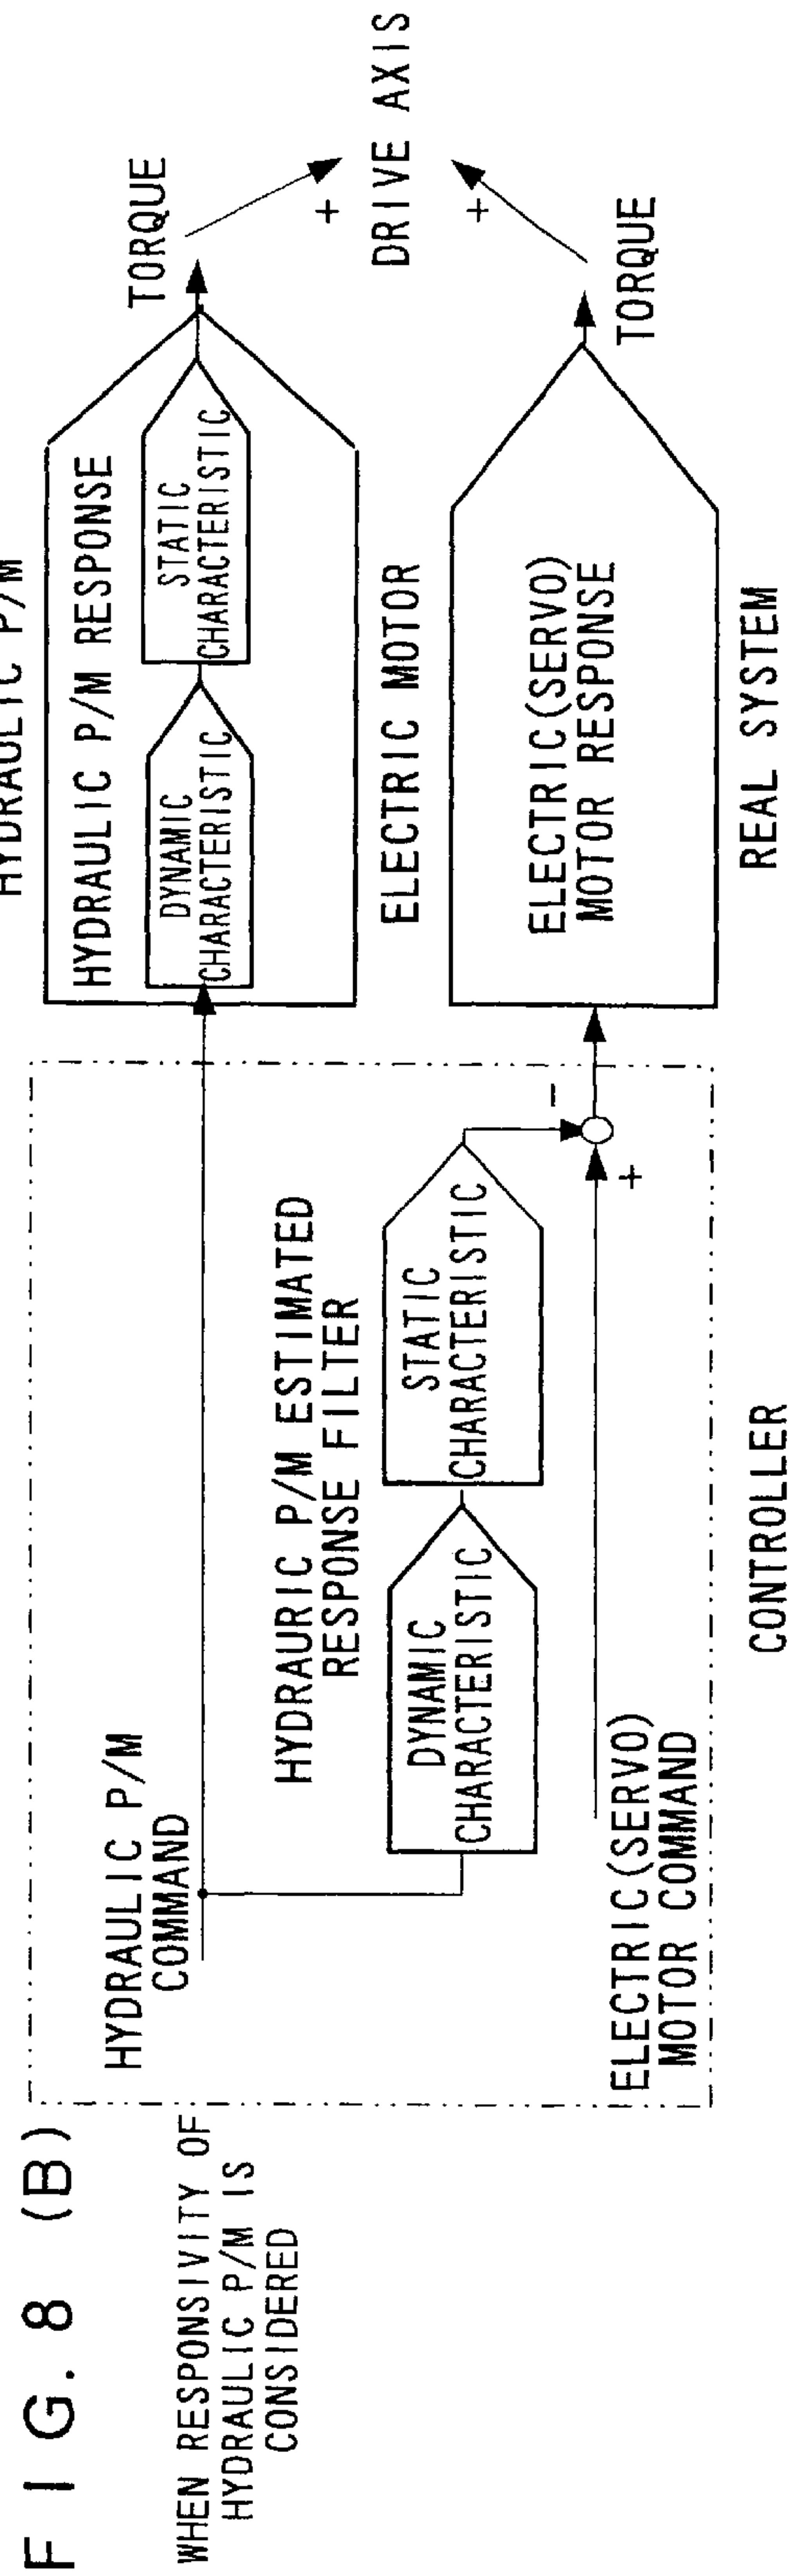 F I G. 8 (B)
WHEN RESPONSIVITY OF
HYDRAULIC P/M IS
CONSIDERED
HYDRAULIC P/M
COMMAND
HYDRAURIC P/M ESTIMATED
RESPONSE FILTER
DYNAMIC
CHARACTERISTIC
STATIC
CHARACTERISTIC
ELECTRIC(SERVO)
MOTOR COMMAND
−
+
CONTROLLER
HYDRAULIC P/M
HYDRAULIC P/M RESPONSE
DYNAMIC
CHARACTERISTIC
STATIC
CHARACTERISTIC
ELECTRIC MOTOR
ELECTRIC(SERVO)
MOTOR RESPONSE
REAL SYSTEM
TORQUE
+
DRIVE AXIS
+
TORQUE